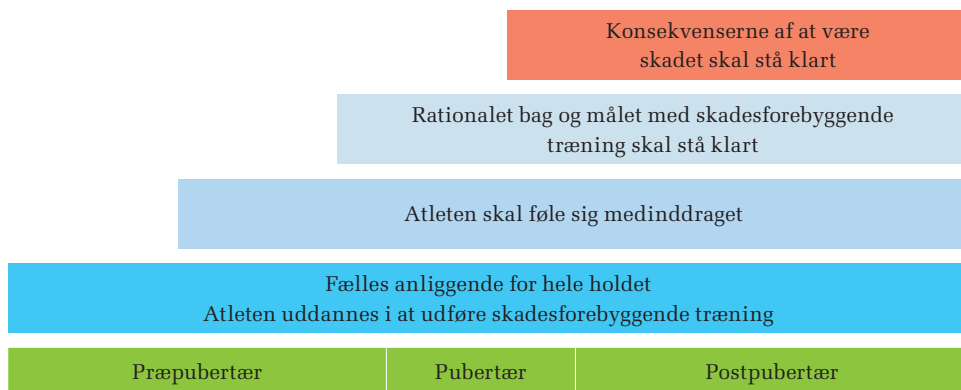 Konsekvenserne af at være
skadet skal stå klart
Rationalet bag og målet med skadesforebyggende
træning skal stå klart
Atleten skal føle sig medinddraget
Fælles anliggende for hele holdet
Atleten uddannes i at udføre skadesforebyggende træning
Præpubertær
Pubertær
Postpubertær